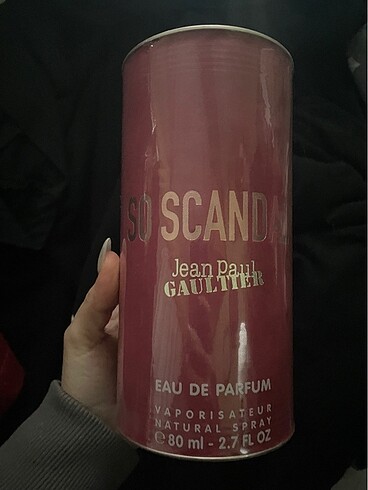 SO SCANDA
Jean Paul
GAULTIER
EAU DE PARFUM
VAPORISATEUR
NATURAL SPRAY
℮ 80 ml - 2.7 FL OZ